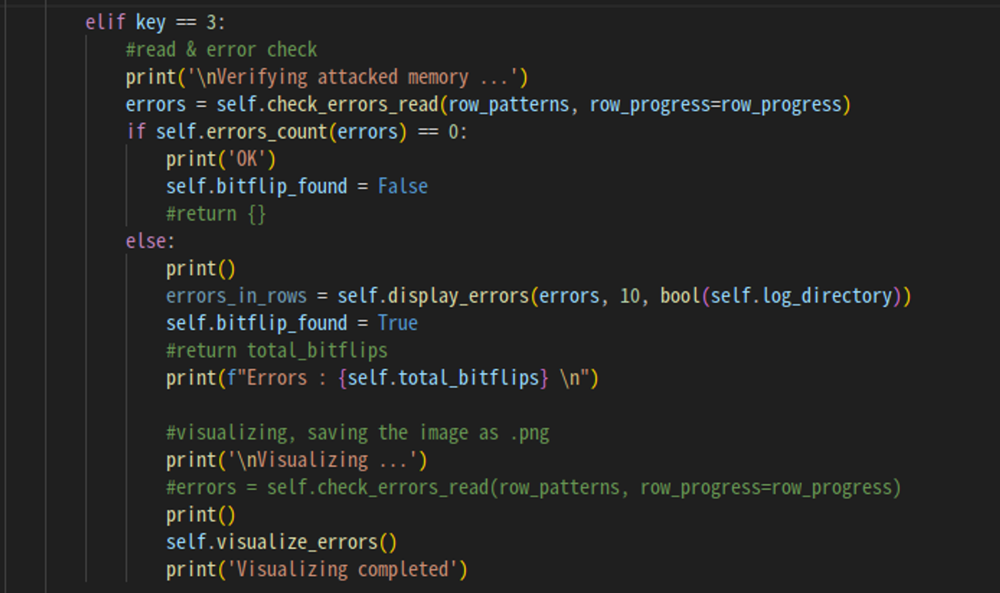 elif key == 3:
#read & error check
print('\nVerifying attacked memory ...')
errors = self.check_errors_read(row_patterns, row_progress=row_progress)
if self.errors_count(errors) == 0:
print('OK')
self.bitflip_found = False
#return {}
else:
print()
errors_in_rows = self.display_errors(errors, 10, bool(self.log_directory))
self.bitflip_found = True
#return total_bitflips
print(f"Errors : {self.total_bitflips} \n")
#visualizing, saving the image as .png
print('\nVisualizing ...')
#errors = self.check_errors_read(row_patterns, row_progress=row_progress)
print()
self.visualize_errors()
print('Visualizing completed')